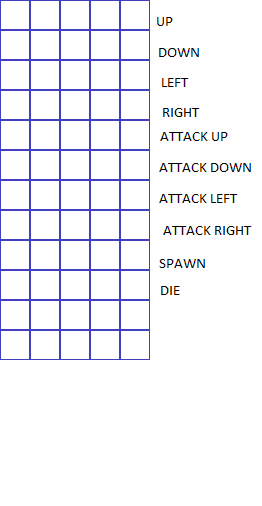 UP
DOWN
LEFT
RIGHT
ATTACK UP
ATTACK DOWN
ATTACK LEFT
ATTACK RIGHT
SPAWN
DIE